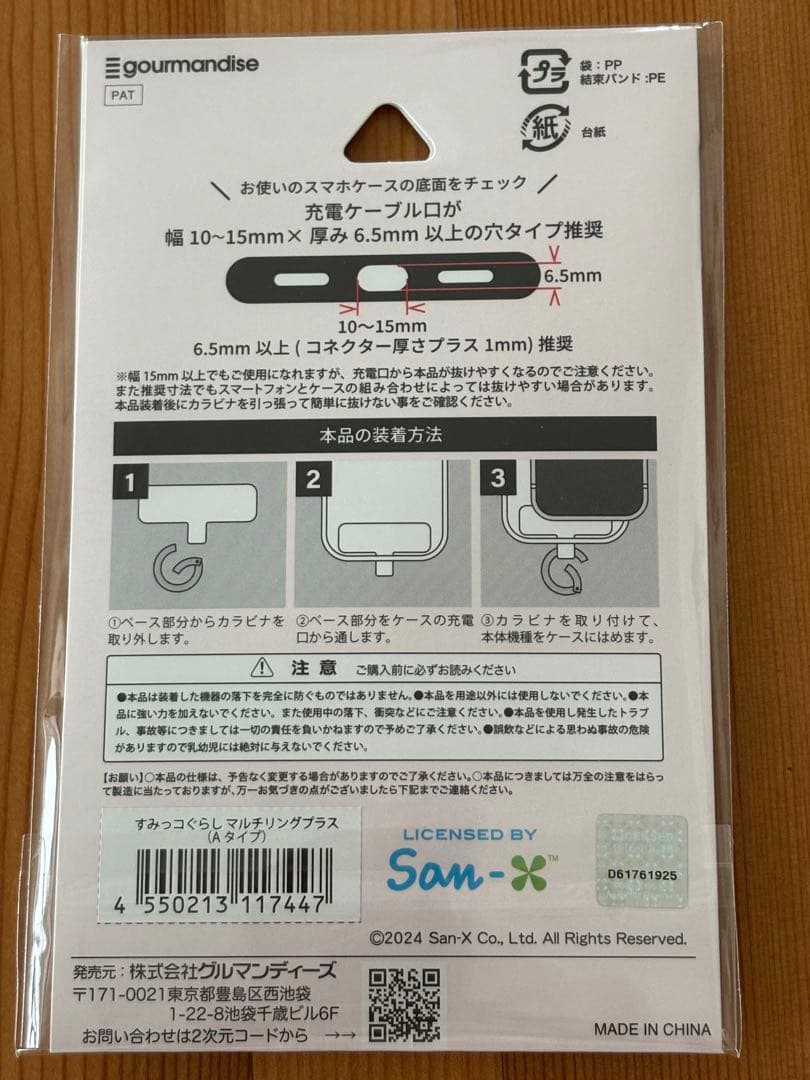 gourmandise
PAT
プラ
袋：PP
結束バンド：PE
紙
台紙
お使いのスマホケースの底面をチェック
充電ケーブル口が
幅 10~15mm× 厚み 6.5mm 以上の穴タイプ推奨
6.5mm
10～15mm
6.5mm 以上 ( コネクター厚さプラス 1mm) 推奨
※幅 15mm 以上でもご使用になれますが、充電口から本品が抜けやすくなるのでご注意ください。
また推奨寸法でもスマートフォンとケースの組み合わせによっては抜けやすい場合があります。
本品装着後にカラビナを引っ張って簡単に抜けない事をご確認ください。
本品の装着方法
1
2
3
①ベース部分からカラビナを
取り外します。
②ベース部分をケースの充電
口から通します。
③カラビナを取り付けて、
本体機種をケースにはめます。
注意 ご購入前に必ずお読みください
●本品は装着した機器の落下を完全に防ぐものではありません。●本品を用途以外には使用しないでください。●本
品に強い力を加えないでください。また使用中の落下、衝突などにご注意ください。●本品を使用し発生したトラブ
ル、事故等につきましては一切の責任を負いかねますので予めご了承ください。●誤飲などによる思わぬ事故の危険
がありますので乳幼児には絶対に与えないでください。
【お願い】○本品の仕様は、予告なく変更する場合がありますのでご了承ください。○本品につきましては万全の注意をはらっ
て製造に当たっておりますが、万一お気づきの点がございましたら下記までご連絡ください。
すみっコぐらし マルチリングプラス
（A タイプ）
4 550213 117447
LICENSED BY
San-X™
D61761925
©2024 San-X Co., Ltd. All Rights Reserved.
発売元：株式会社グルマンディーズ
〒171-0021東京都豊島区西池袋
1-22-8池袋千歳ビル6F
お問い合わせは2次元コードから →→
MADE IN CHINA